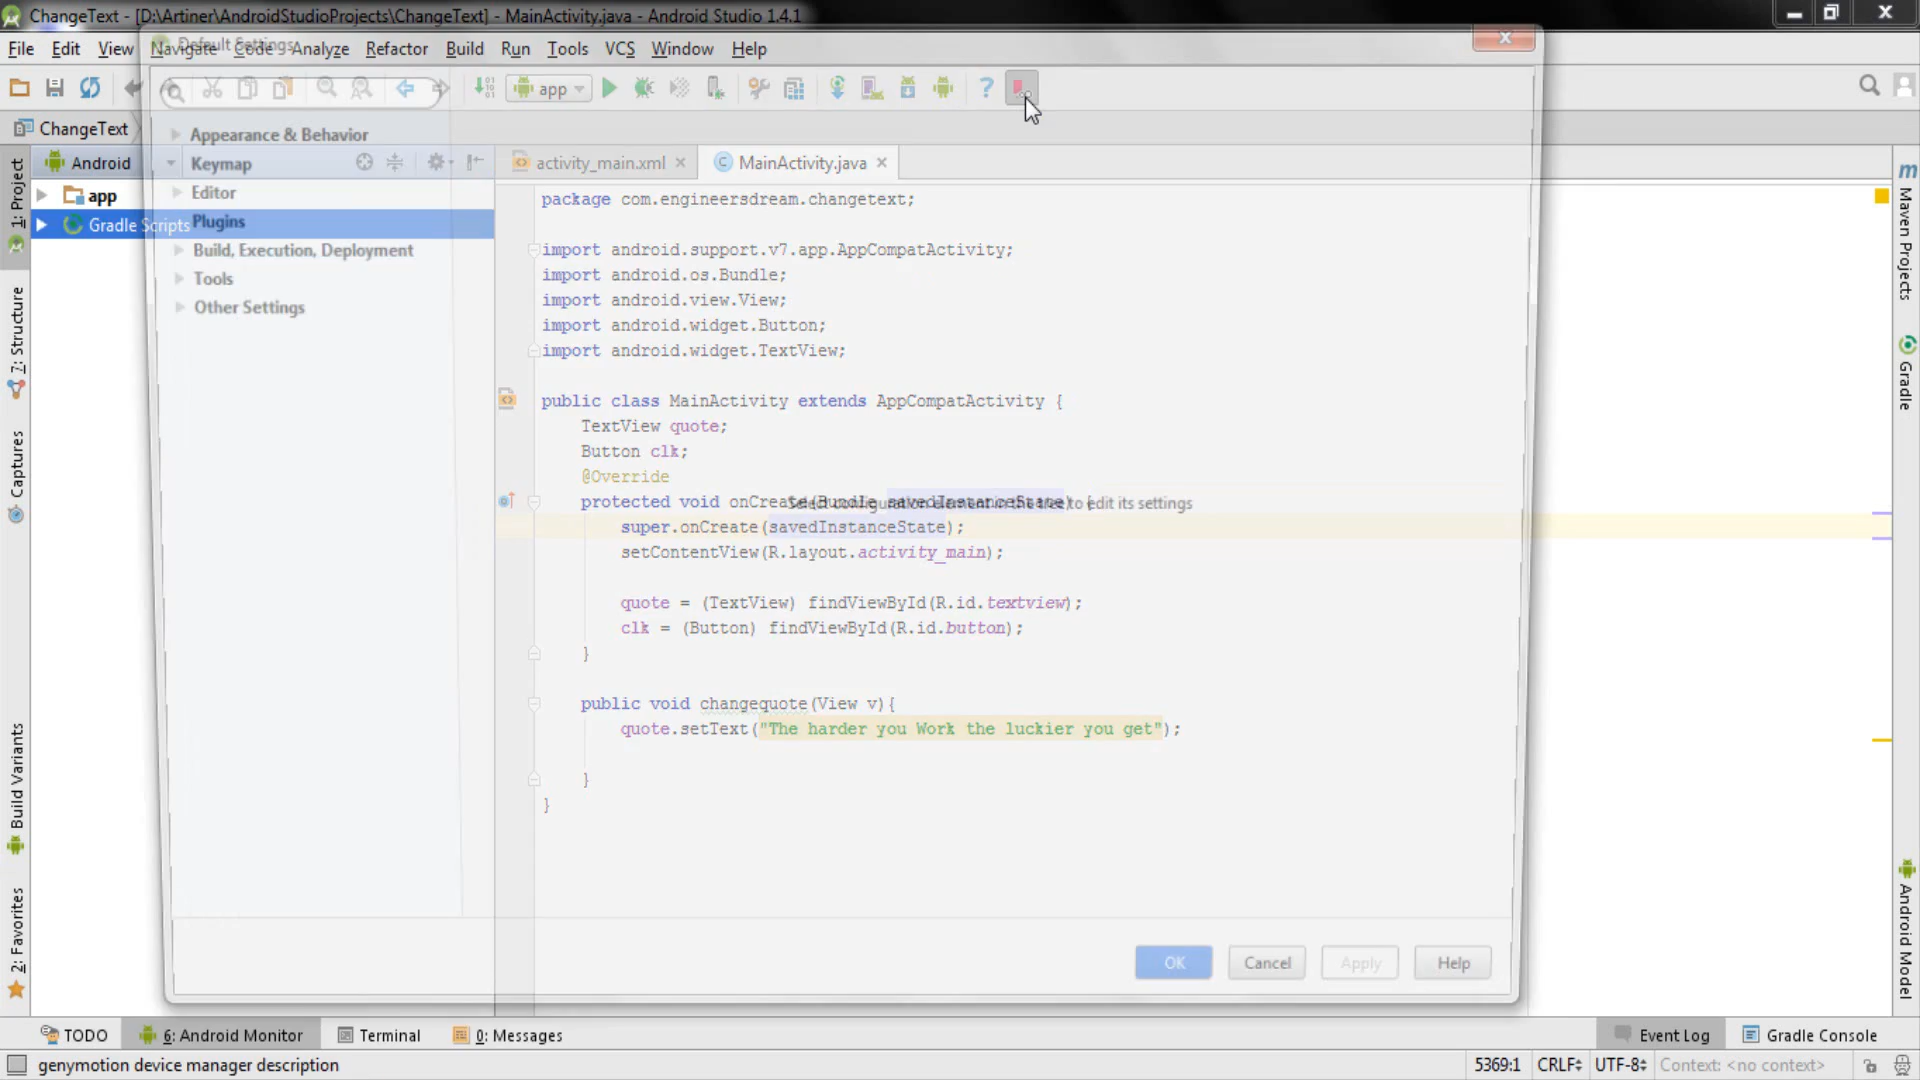 ChangeText - [D:\Artiner\AndroidStudioProjects\ChangeText] - MainActivity.java - Android Studio 1.4.1
Default Settings
File Edit View Navigate Code Analyze Refactor Build Run Tools VCS Window Help
app
ChangeText
Appearance & Behavior
Keymap
Editor
Plugins
Build, Execution, Deployment
Tools
Other Settings
Android
app
Gradle Scripts
1: Project
7: Structure
Captures
Build Variants
2: Favorites
activity_main.xml
MainActivity.java
package com.engineersdream.changetext;
import android.support.v7.app.AppCompatActivity;
import android.os.Bundle;
import android.view.View;
import android.widget.Button;
import android.widget.TextView;
public class MainActivity extends AppCompatActivity {
TextView quote;
Button clk;
@Override
protected void onCreate(Bundle savedInstanceState) {
Select configuration element in the tree to edit its settings
super.onCreate(savedInstanceState);
setContentView(R.layout.activity_main);
quote = (TextView) findViewById(R.id.textview);
clk = (Button) findViewById(R.id.button);
}
public void changequote(View v){
quote.setText("The harder you Work the luckier you get");
}
}
OK
Cancel
Apply
Help
m
Maven Projects
Gradle
Android Model
TODO
6: Android Monitor
Terminal
0: Messages
Event Log
Gradle Console
genymotion device manager description
5369:1
CRLF
UTF-8
Context: <no context>